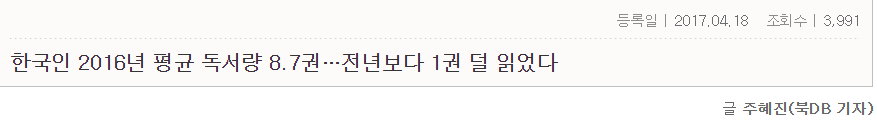 등록일 | 2017.04.18 조회수 | 3,991
한국인 2016년 평균 독서량 8.7권…전년보다 1권 덜 읽었다
글 주혜진(북DB 기자)